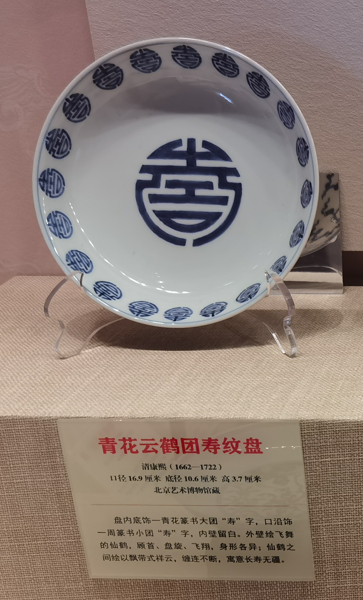 青花云鹤团寿纹盘
清康熙（1662—1722）
口径 16.9 厘米  底径 10.6 厘米  高 3.7 厘米
北京艺术博物馆藏
盘内底饰一青花篆书大团“寿”字，口沿饰
一周篆书小团“寿”字，内壁留白。外壁绘飞舞
的仙鹤，顾首、盘旋、飞翔，身形各异；仙鹤之
间绘以飘带式祥云，缠连不断，寓意长寿无疆。